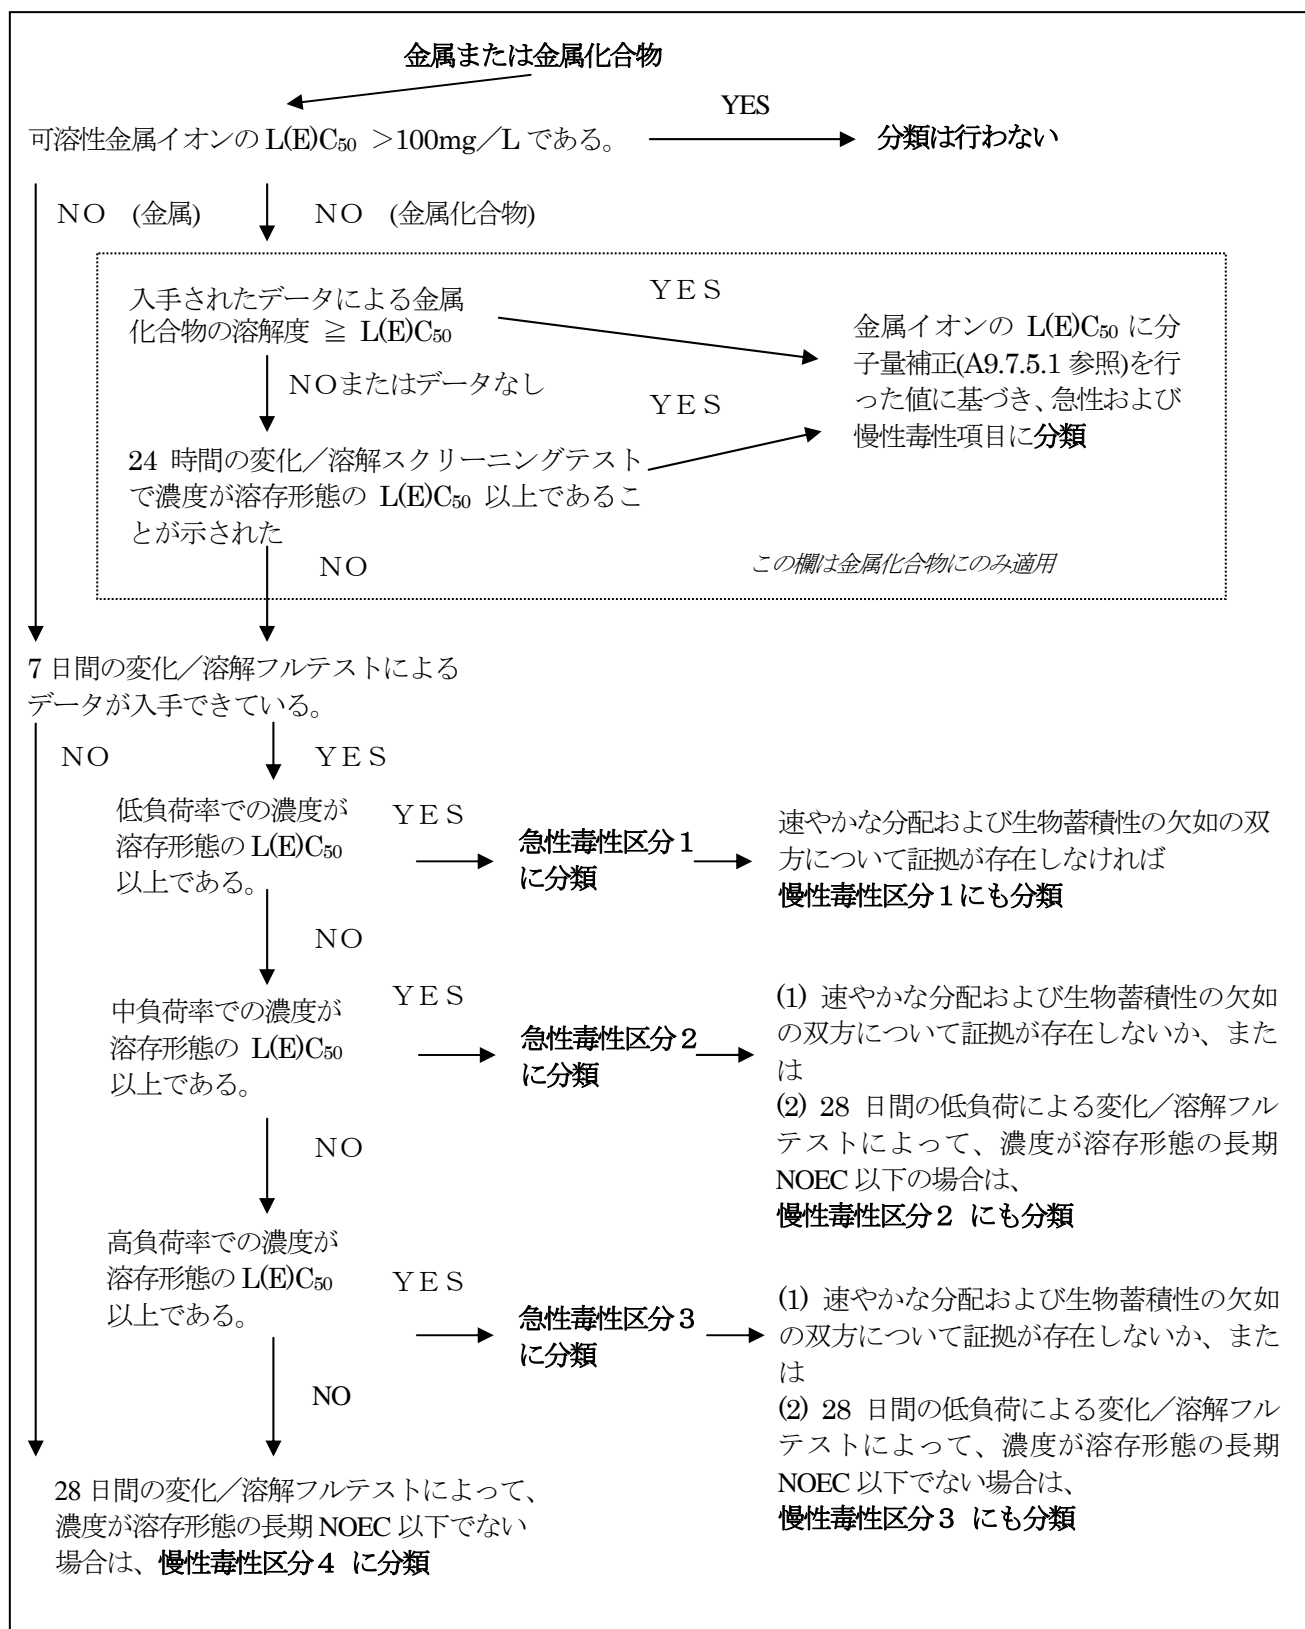 金属または金属化合物
YES
可溶性金属イオンの L(E)C50 >100mg/L である。
分類は行わない
NO (金属)
NO (金属化合物)
YES
入手されたデータによる金属
化合物の溶解度 ≧ L(E)C50
金属イオンの L(E)C50 に分
子量補正(A9.7.5.1 参照)を行
った値に基づき、急性および
慢性毒性項目に分類
NOまたはデータなし
YES
24 時間の変化/溶解スクリーニングテスト
で濃度が溶存形態の L(E)C50 以上であるこ
とが示された
NO
この欄は金属化合物にのみ適用
7 日間の変化/溶解フルテストによる
データが入手できている。
NO
YES
低負荷率での濃度が
溶存形態の L(E)C50
以上である。
YES
急性毒性区分1
に分類
速やかな分配および生物蓄積性の欠如の双
方について証拠が存在しなければ
慢性毒性区分1にも分類
NO
中負荷率での濃度が
溶存形態の L(E)C50
以上である。
YES
急性毒性区分2
に分類
(1) 速やかな分配および生物蓄積性の欠如
の双方について証拠が存在しないか、また
は
(2) 28 日間の低負荷による変化/溶解フル
テストによって、濃度が溶存形態の長期
NOEC 以下の場合は、
慢性毒性区分2 にも分類
NO
高負荷率での濃度が
溶存形態の L(E)C50
以上である。
YES
急性毒性区分3
に分類
(1) 速やかな分配および生物蓄積性の欠如
の双方について証拠が存在しないか、また
は
(2) 28 日間の低負荷による変化/溶解フル
テストによって、濃度が溶存形態の長期
NOEC 以下でない場合は、
慢性毒性区分3 にも分類
NO
28 日間の変化/溶解フルテストによって、
濃度が溶存形態の長期 NOEC 以下でない
場合は、慢性毒性区分4 に分類